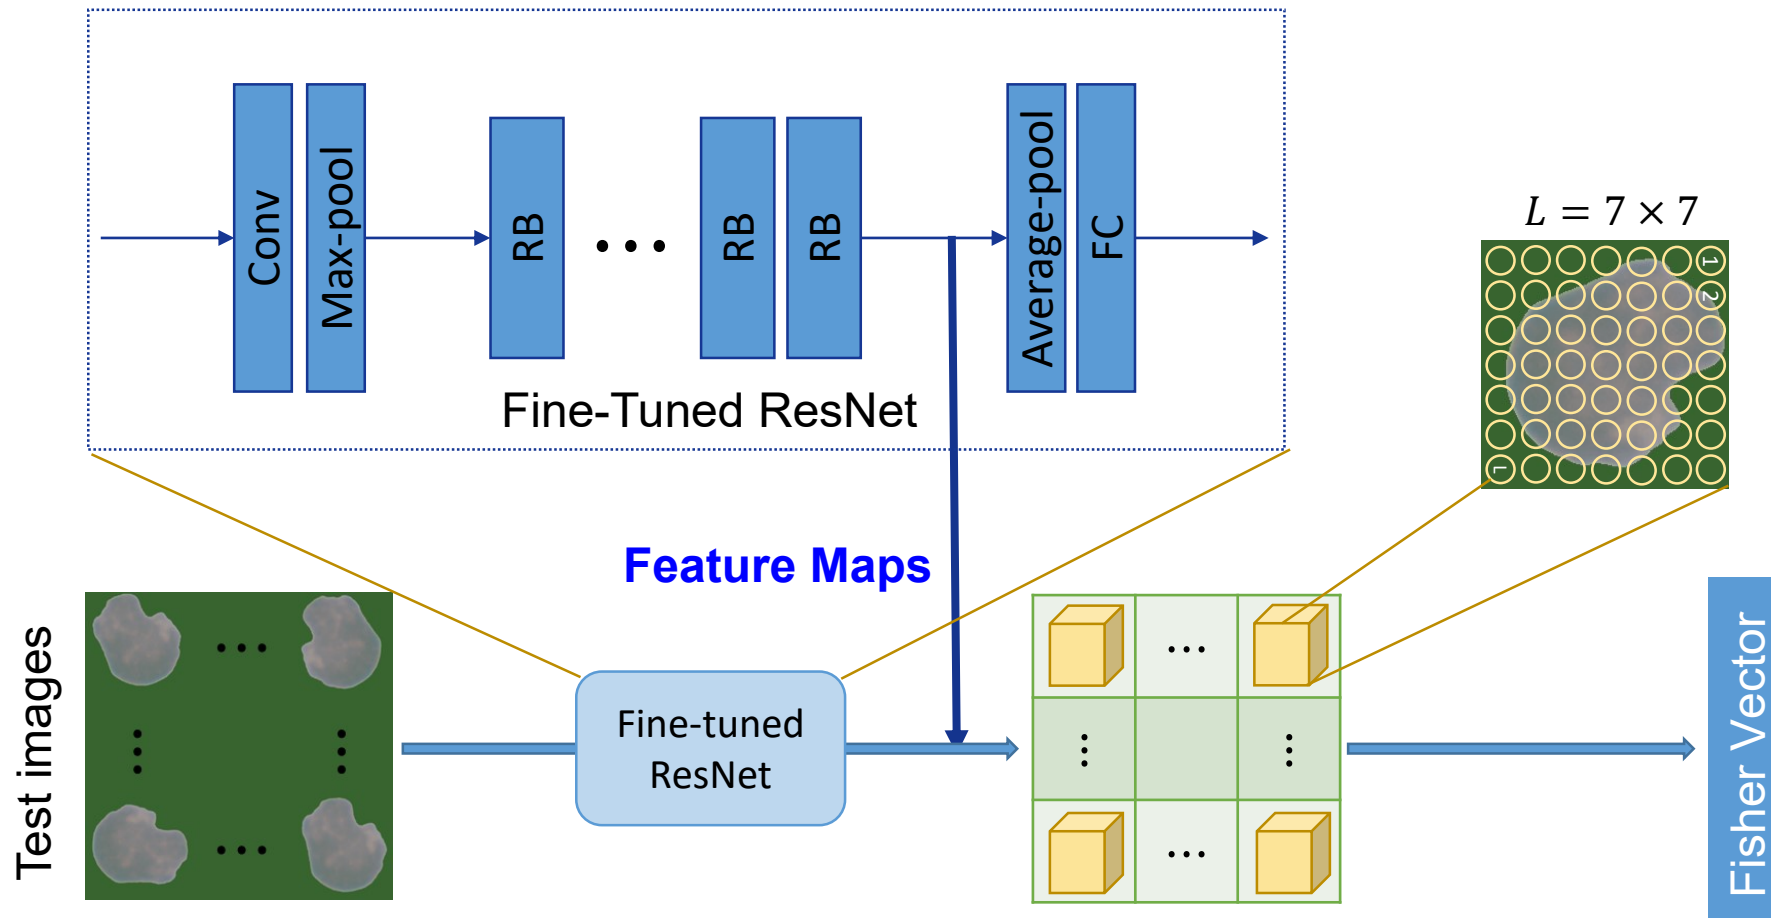 Conv
Max-pool
RB
RB
RB
Average-pool
FC
Fine-Tuned ResNet
L = 7 × 7
1
2
L
Feature Maps
Test images
Fine-tuned
ResNet
Fisher Vector